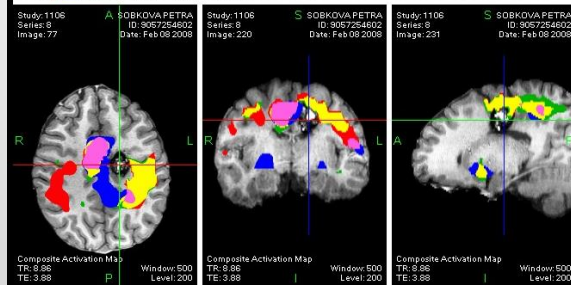 Study:1106 A SOBKOVA PETRA
Series: 8 ID: 9057254602
Image: 77 Date: Feb 08 2008
R L
Composite Activation Map
TR: 8.86 Window: 500
TE: 3.88 P Level: 200
Study:1106 S SOBKOVA PETRA
Series: 8 ID: 9057254602
Image: 220 Date: Feb 08 2008
R L
Composite Activation Map
TR: 8.86 Window: 500
TE: 3.88 I Level: 200
Study:1106 S SOBKOVA PETR
Series: 8 ID: 905725460
Image: 231 Date: Feb 08 200
A P
Composite Activation Map
TR: 8.86 Window: 50
TE: 3.88 I Level: 20